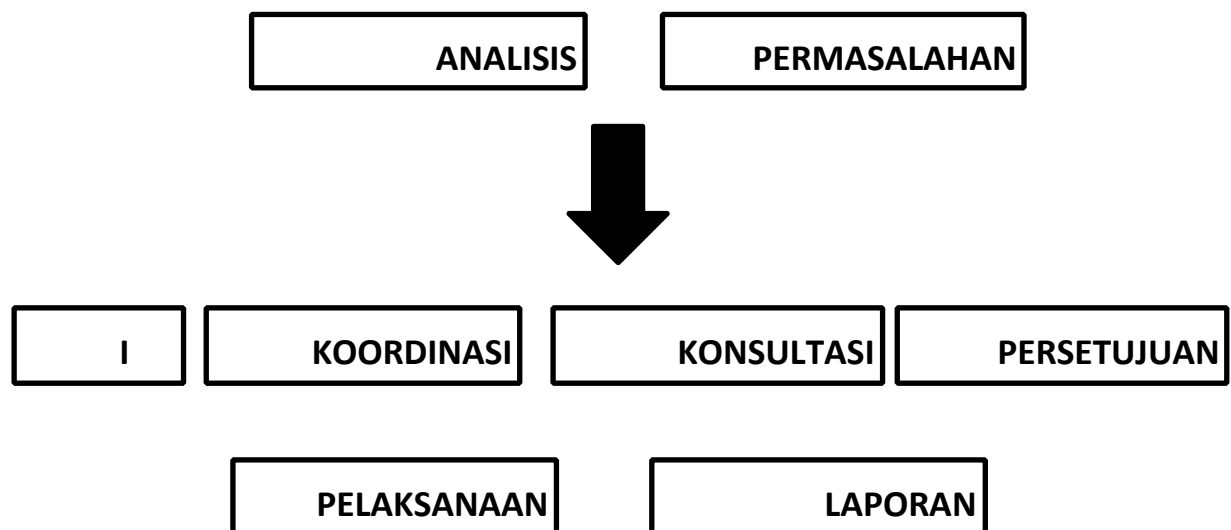 ANALISIS PERMASALAHAN
I KOORDINASI KONSULTASI PERSETUJUAN
PELAKSANAAN LAPORAN